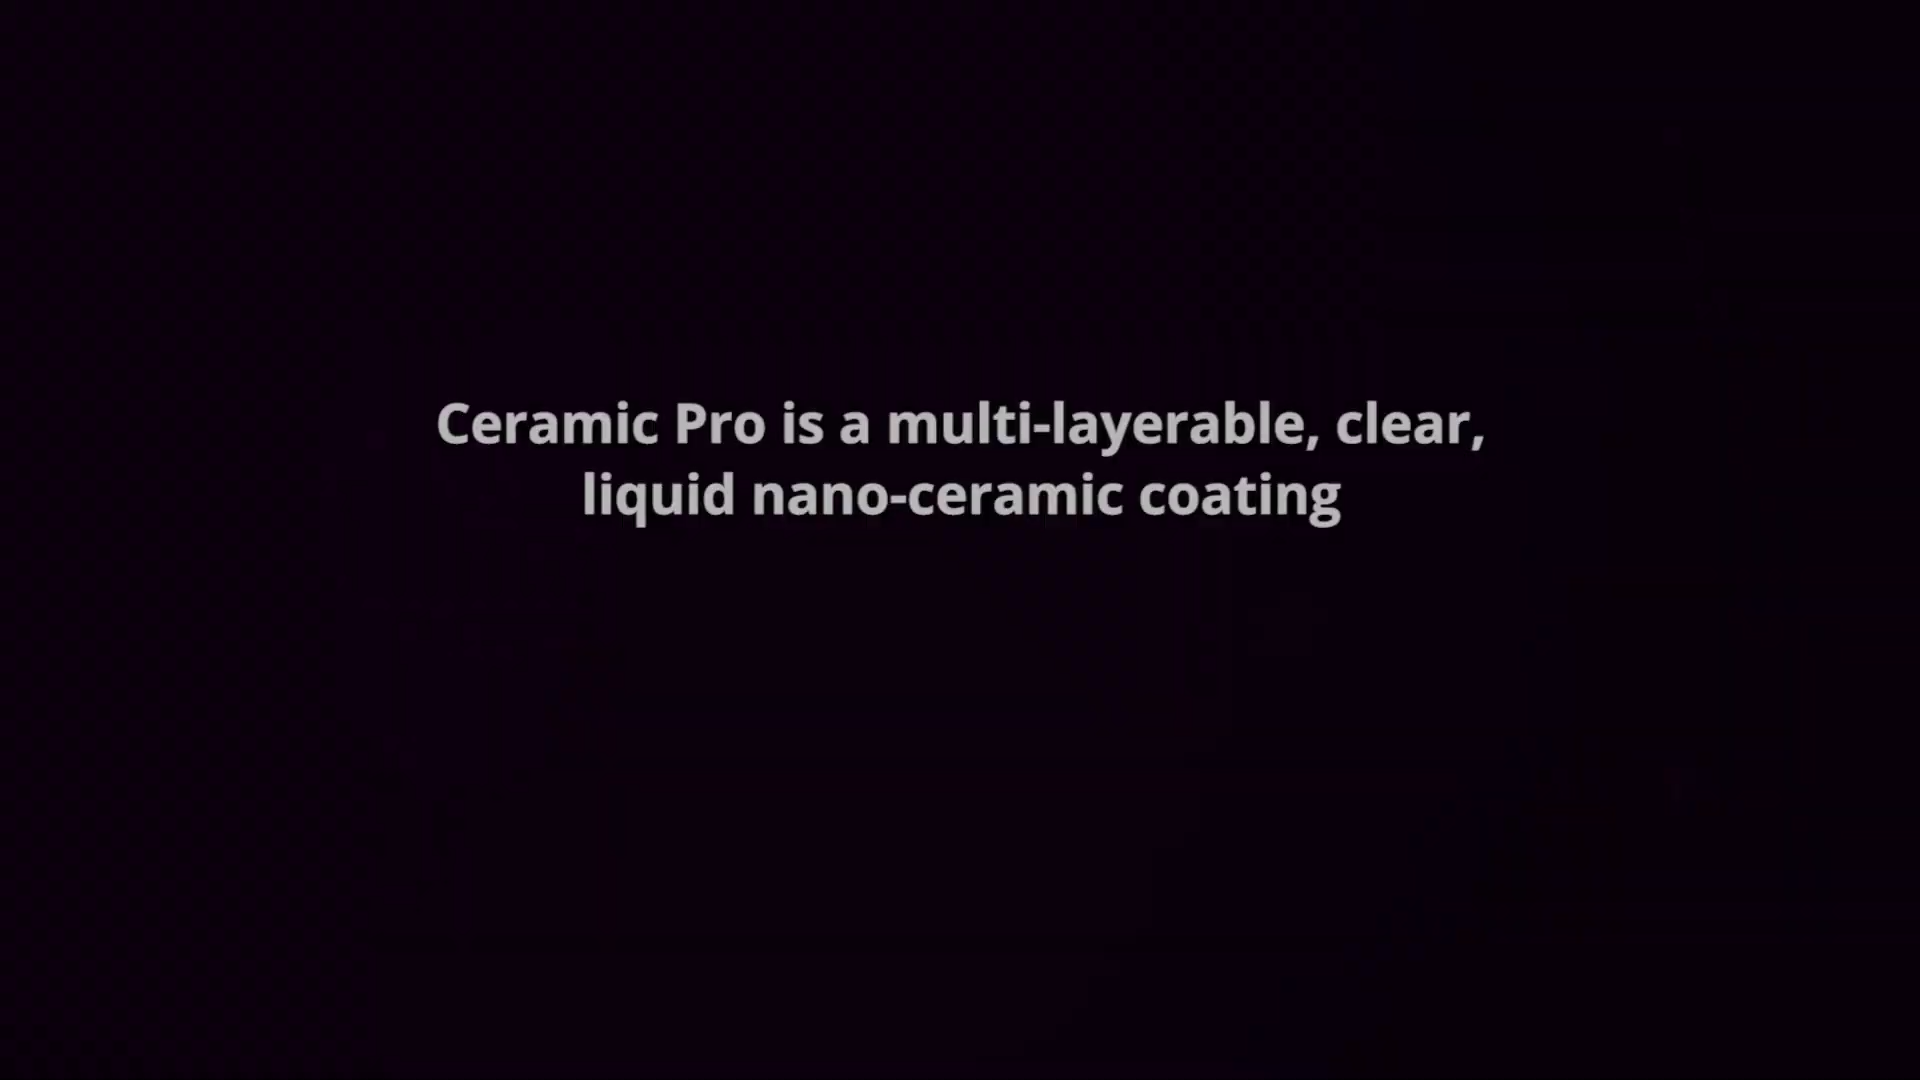 Ceramic Pro is a multi-layerable, clear,
liquid nano-ceramic coating